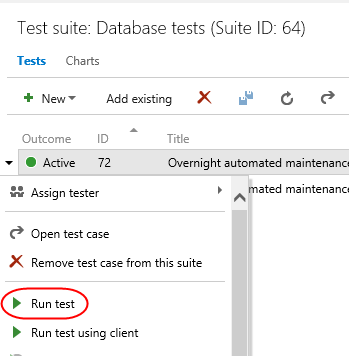 Test suite: Database tests (Suite ID: 64)
Tests Charts
New Add existing
Outcome ID Title
Active 72 Overnight automated maintenance
mated maintenance
Assign tester
Open test case
Remove test case from this suite
Run test
Run test using client